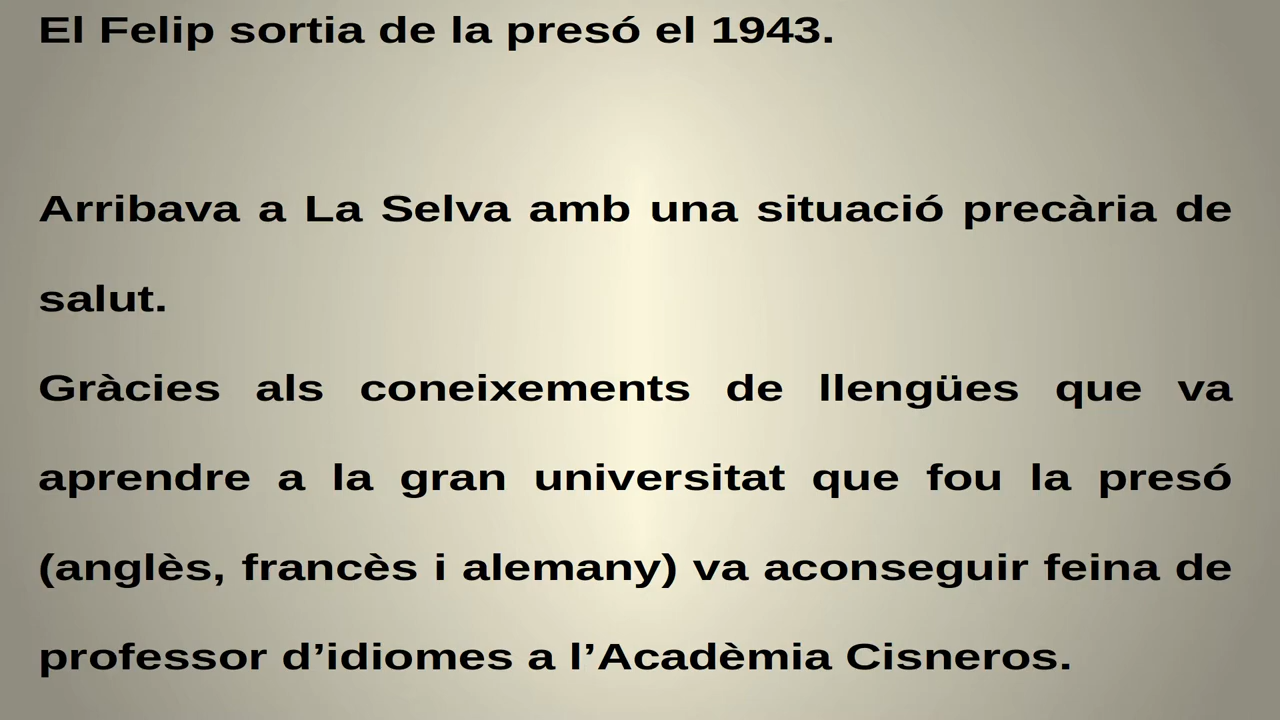 El Felip sortia de la presó el 1943.
Arribava a La Selva amb una situació precària de
salut.
Gràcies als coneixements de llengües que va
aprendre a la gran universitat que fou la presó
(anglès, francès i alemany) va aconseguir feina de
professor d’idiomes a l’Acadèmia Cisneros.